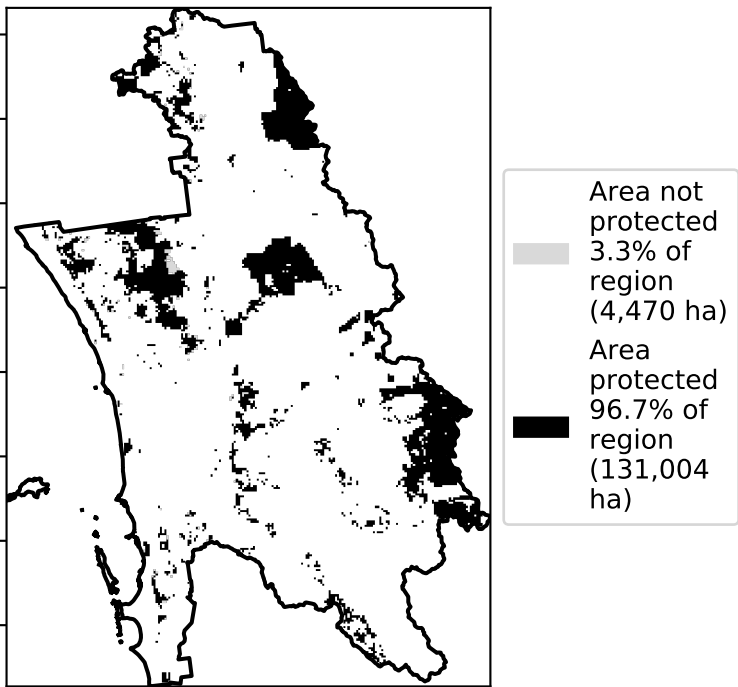 Area not
protected
3.3% of
region
(4,470 ha)
Area
protected
96.7% of
region
(131,004
ha)